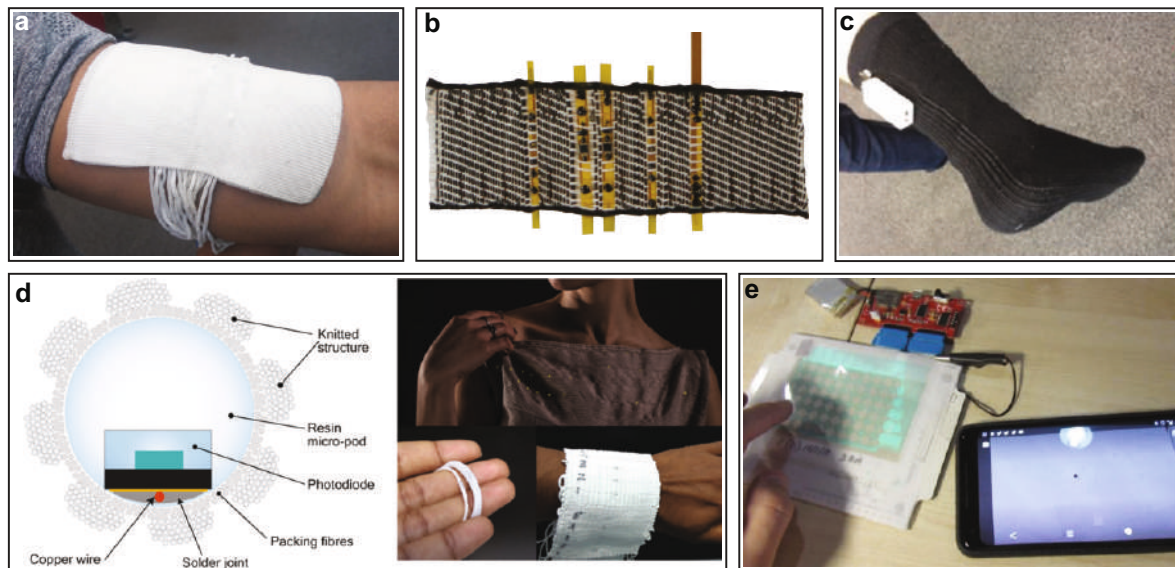 a
b
c
d
Knitted
structure
Resin
micro-pod
Photodiode
Copper wire
Solder joint
Packing fibres
e